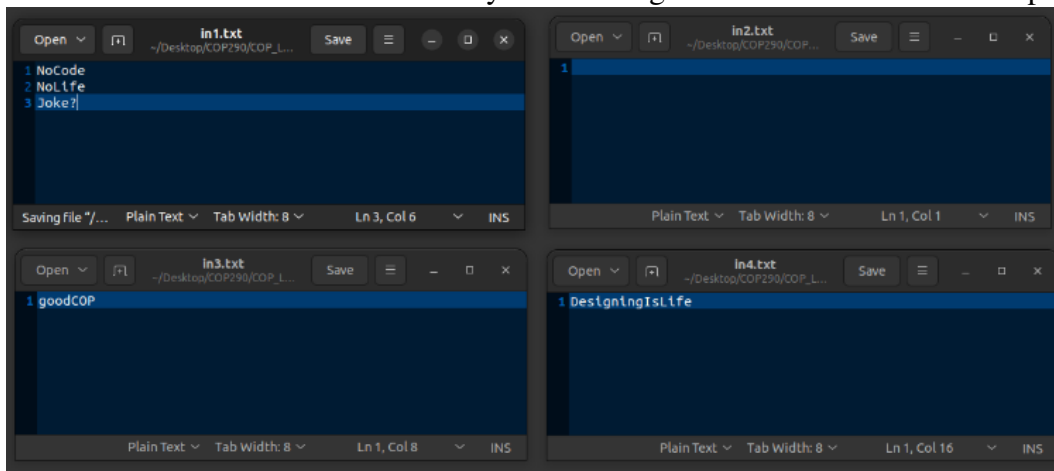 Open in1.txt Save
~/Desktop/COP290/COP_L...
1 NoCode
2 NoLife
3 Joke?
Saving file "/... Plain Text Tab Width: 8 Ln 3, Col 6 INS
Open in2.txt Save
~/Desktop/COP290/COP...
1
Plain Text Tab Width: 8 Ln 1, Col 1 INS
Open in3.txt Save
~/Desktop/COP290/COP_L...
1 goodCOP
Plain Text Tab Width: 8 Ln 1, Col 8 INS
Open in4.txt Save
~/Desktop/COP290/COP_L...
1 DesigningIsLife
Plain Text Tab Width: 8 Ln 1, Col 16 INS